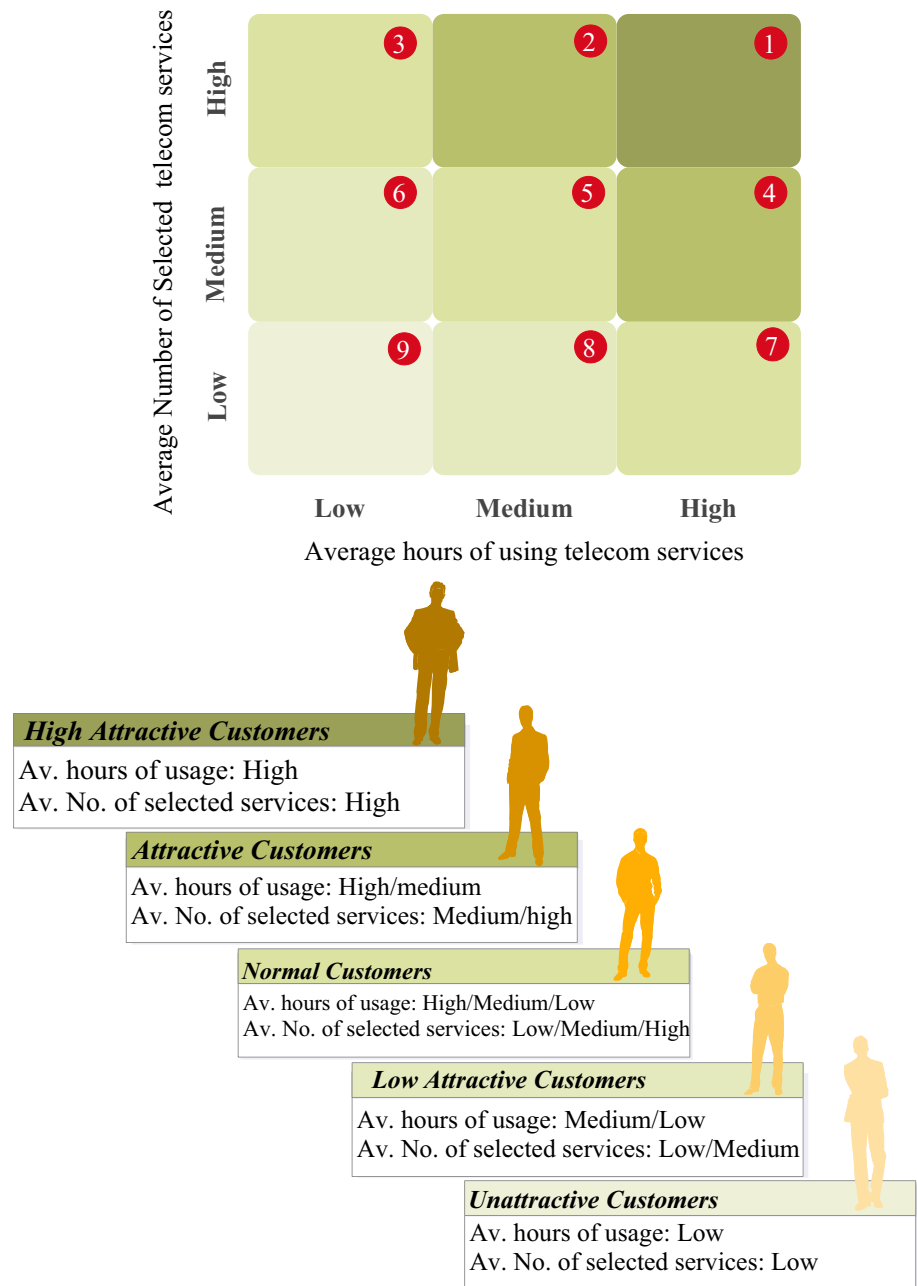 Average Number of Selected telecom services
High
Medium
Low
3
2
1
6
5
4
9
8
7
Low
Medium
High
Average hours of using telecom services
High Attractive Customers
Av. hours of usage: High
Av. No. of selected services: High
Attractive Customers
Av. hours of usage: High/medium
Av. No. of selected services: Medium/high
Normal Customers
Av. hours of usage: High/Medium/Low
Av. No. of selected services: Low/Medium/High
Low Attractive Customers
Av. hours of usage: Medium/Low
Av. No. of selected services: Low/Medium
Unattractive Customers
Av. hours of usage: Low
Av. No. of selected services: Low